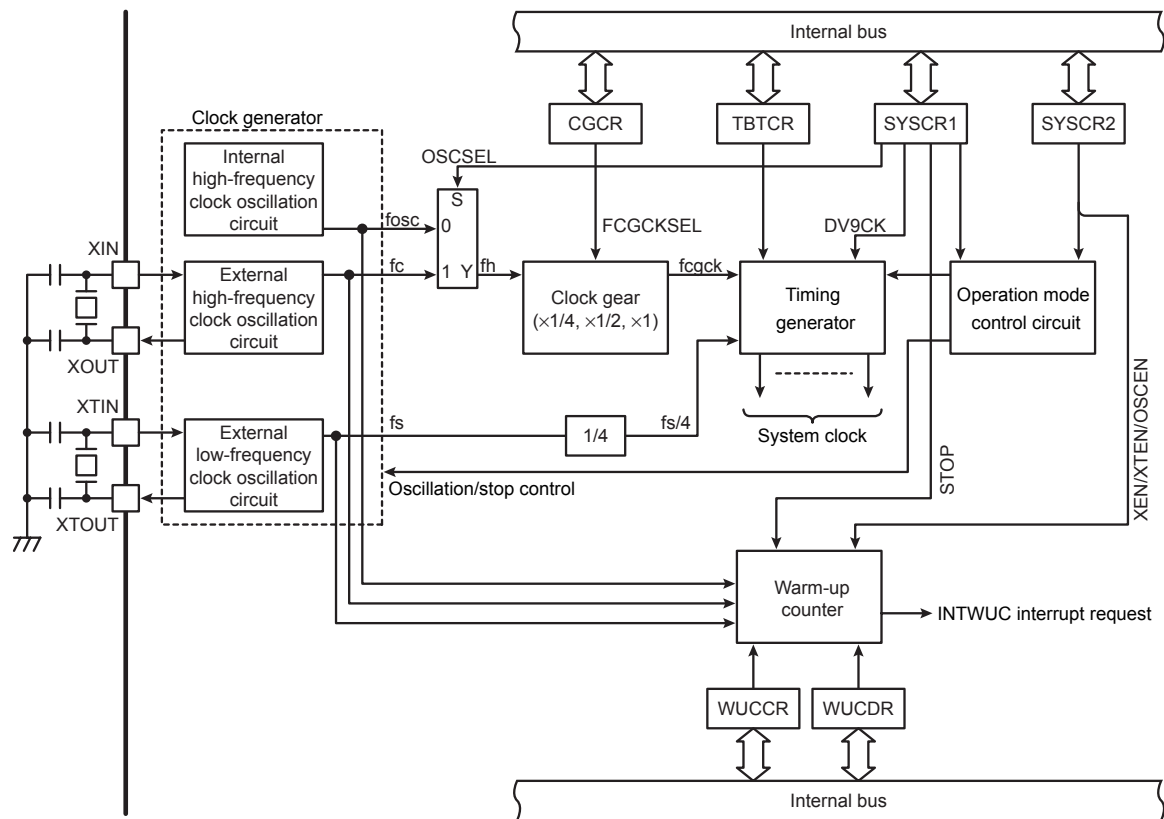 Internal bus
CGCR
TBTCR
SYSCR1
SYSCR2
Clock generator
Internal
high-frequency
clock oscillation
circuit
OSCSEL
S
0
1 Y
fosc
fc
fh
FCGCKSEL
DV9CK
fcgck
XIN
XOUT
External
high-frequency
clock oscillation
circuit
Clock gear
(×1/4, ×1/2, ×1)
Timing
generator
Operation mode
control circuit
XTIN
XTOUT
External
low-frequency
clock oscillation
circuit
fs
1/4
fs/4
System clock
Oscillation/stop control
STOP
XEN/XTEN/OSCEN
Warm-up
counter
INTWUC interrupt request
WUCCR
WUCDR
Internal bus